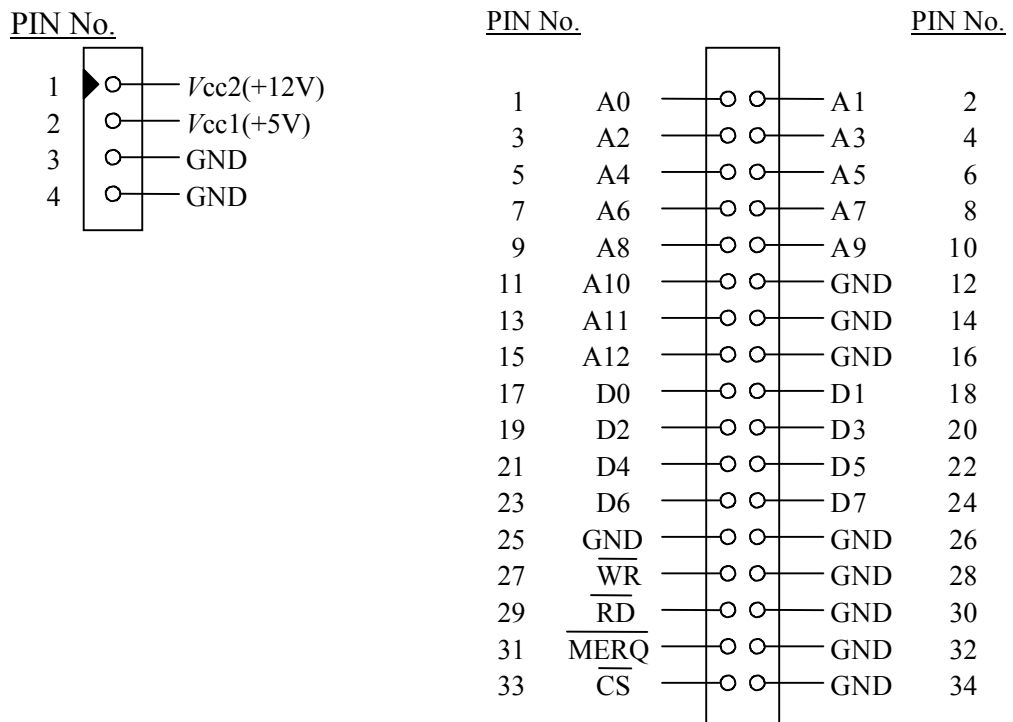 PIN No.
1 Vcc2(+12V)
2 Vcc1(+5V)
3 GND
4 GND
PIN No. PIN No.
1 A0 A1 2
3 A2 A3 4
5 A4 A5 6
7 A6 A7 8
9 A8 A9 10
11 A10 GND 12
13 A11 GND 14
15 A12 GND 16
17 D0 D1 18
19 D2 D3 20
21 D4 D5 22
23 D6 D7 24
25 GND GND 26
27 W̅R̅ GND 28
29 R̅D̅ GND 30
31 M̅E̅R̅Q̅ GND 32
33 C̅S̅ GND 34